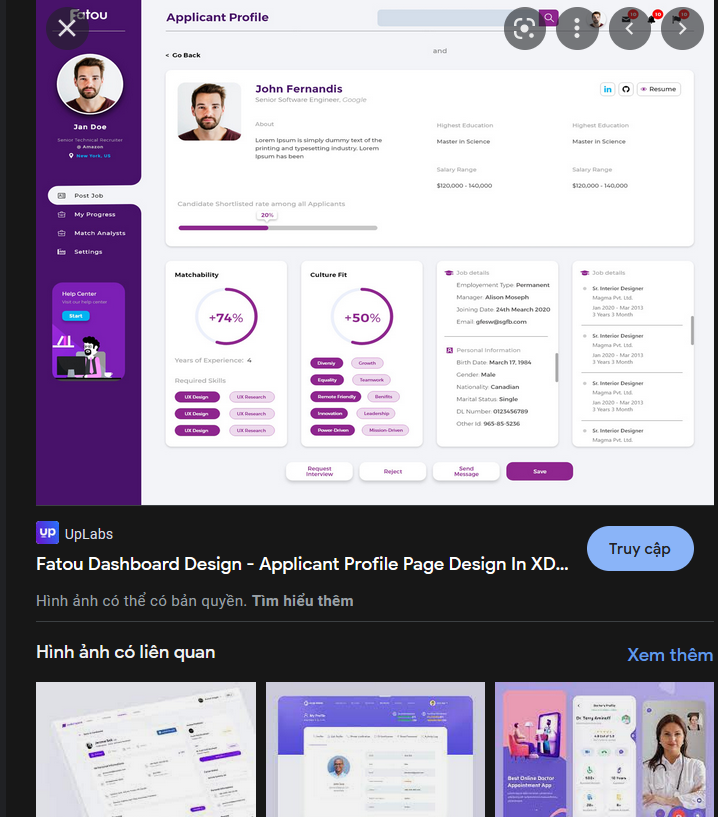 Fatou
Applicant Profile
10
10
10
< Go Back
and
Jan Doe
Senior Technical Recruiter
Amazon
New York, US
Post Job
My Progress
Match Analysts
Settings
Help Center
Visit our help center
Start
John Fernandis
Senior Software Engineer, Google
in
Resume
About
Lorem Ipsum is simply dummy text of the
printing and typesetting industry. Lorem
Ipsum has been
Highest Education
Master in Science
Salary Range
$120,000 - 140,000
Highest Education
Master in Science
Salary Range
$120,000 - 140,000
Candidate Shortlisted rate among all Applicants
20%
Matchability
+74%
Years of Experience: 4
Required Skills
UX Design
UX Research
UX Design
UX Research
UX Design
UX Research
Culture Fit
+50%
Diversiy
Growth
Equality
Teamwork
Remote Friendly
Benifits
Innovation
Leadership
Power Driven
Mission Driven
Job details
Employement Type: Permanent
Manager: Alison Moseph
Joining Date: 24th Mearch 2020
Email: gfesw@sgfb.com
Personal Information
Birth Date: March 17, 1984
Gender: Male
Nationality: Canadian
Marital Status: Single
DL Number: 0123456789
Other Id: 965-85-5236
Job details
Sr. Interior Designer
Magma Pvt. Ltd.
Jan 2020 - Mar 2013
3 Years 3 Month
Sr. Interior Designer
Magma Pvt. Ltd.
Jan 2020 - Mar 2013
3 Years 3 Month
Sr. Interior Designer
Magma Pvt. Ltd.
Jan 2020 - Mar 2013
3 Years 3 Month
Sr. Interior Designer
Magma Pvt. Ltd.
Request
Interview
Reject
Send
Message
Save
up
UpLabs
Fatou Dashboard Design - Applicant Profile Page Design In XD...
Truy cập
Hình ảnh có thể có bản quyền. Tìm hiểu thêm
Hình ảnh có liên quan
Xem thêm
My Profile
Doctor's Profile
Best Online Doctor
Appointment App